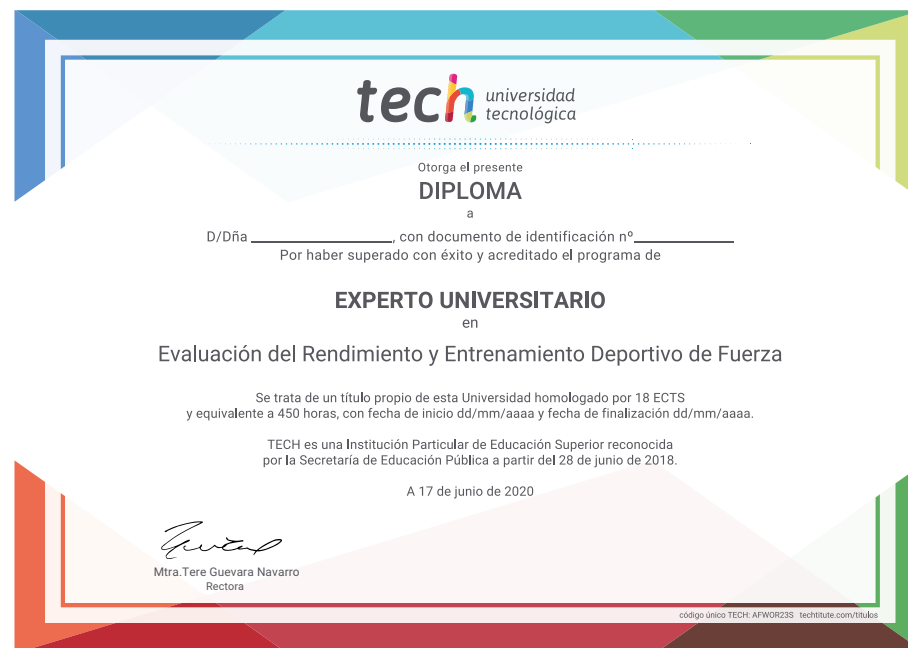 tech universidad
tecnológica
Otorga el presente
DIPLOMA
a
D/Dña ____________________, con documento de identificación nº______________
Por haber superado con éxito y acreditado el programa de
EXPERTO UNIVERSITARIO
en
Evaluación del Rendimiento y Entrenamiento Deportivo de Fuerza
Se trata de un título propio de esta Universidad homologado por 18 ECTS
y equivalente a 450 horas, con fecha de inicio dd/mm/aaaa y fecha de finalización dd/mm/aaaa.
TECH es una Institución Particular de Educación Superior reconocida
por la Secretaría de Educación Pública a partir del 28 de junio de 2018.
A 17 de junio de 2020
Mtra.Tere Guevara Navarro
Rectora
código único TECH: AFWOR23S techtitute.com/titulos